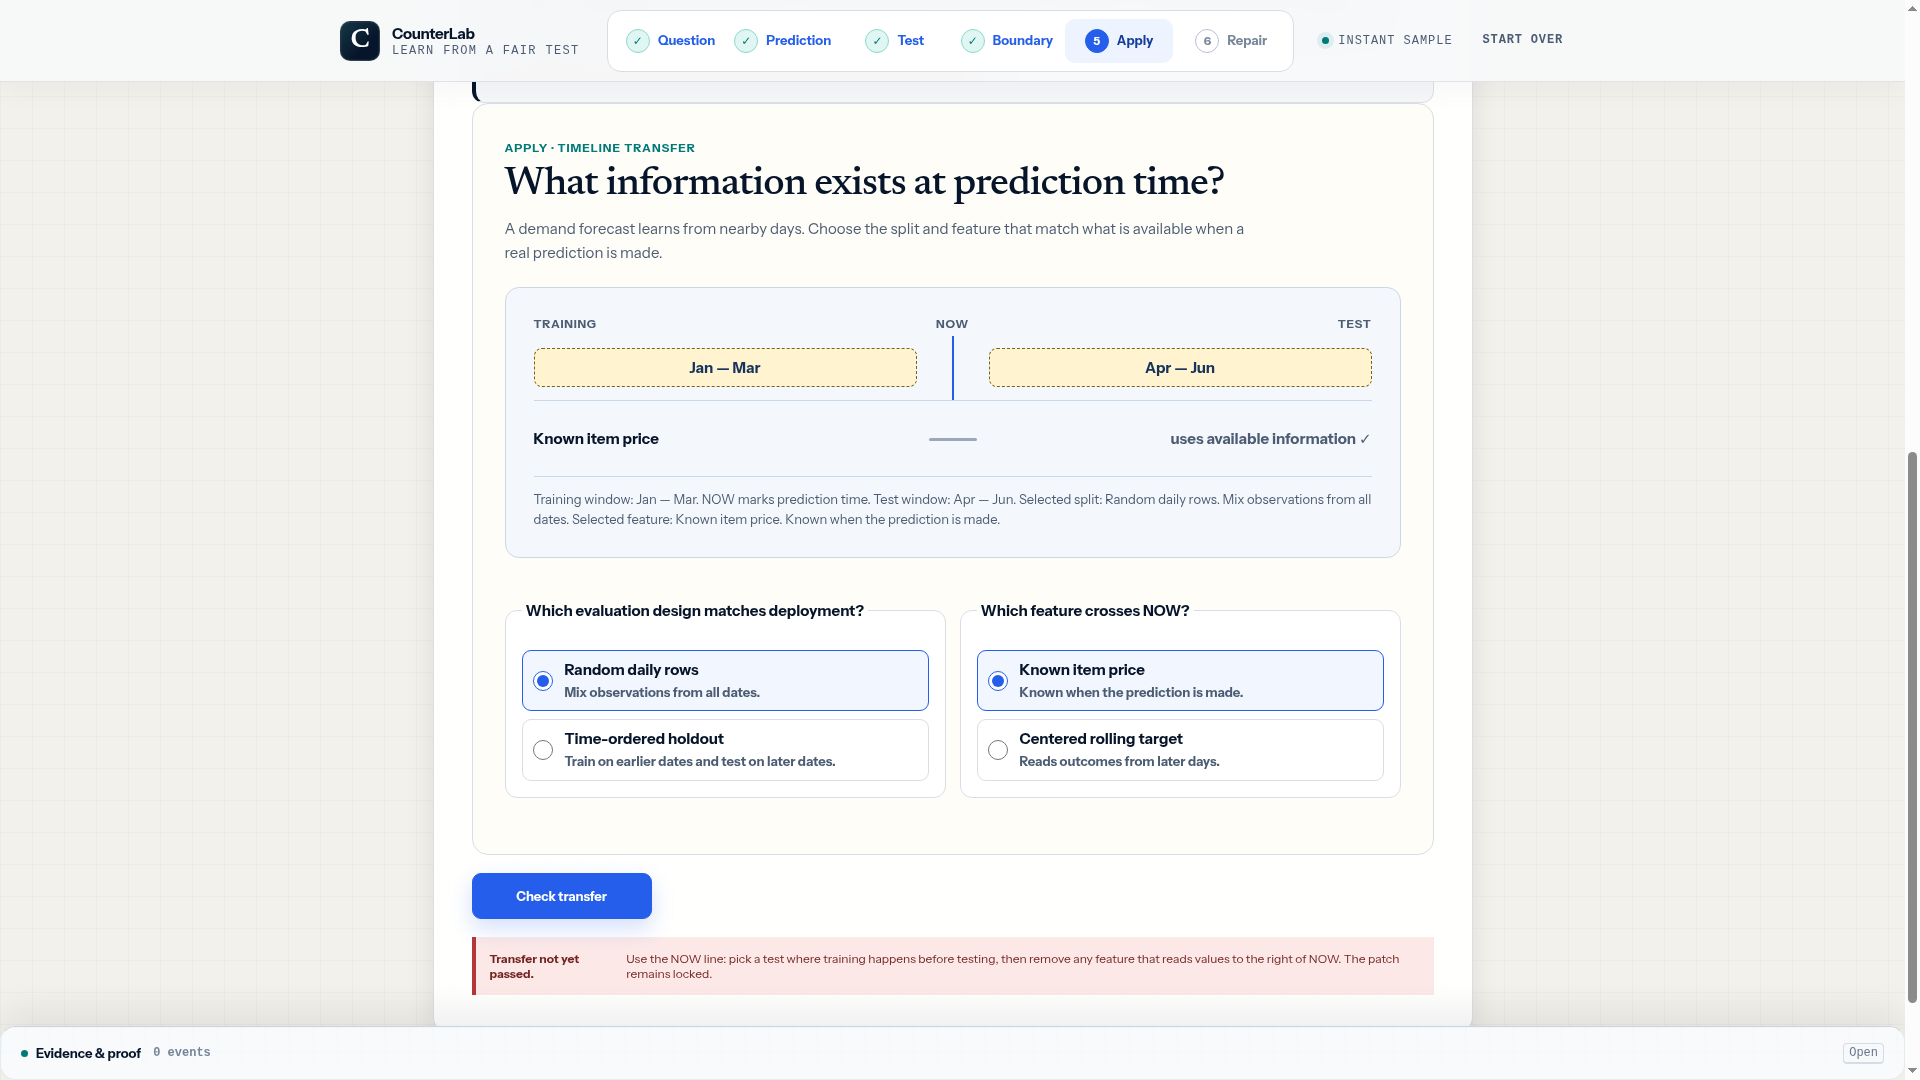 C
CounterLab
LEARN FROM A FAIR TEST
✓ Question
✓ Prediction
✓ Test
✓ Boundary
5 Apply
6 Repair
INSTANT SAMPLE
START OVER
APPLY · TIMELINE TRANSFER
What information exists at prediction time?
A demand forecast learns from nearby days. Choose the split and feature that match what is available when a
real prediction is made.
TRAINING
NOW
TEST
Jan — Mar
Apr — Jun
Known item price
uses available information ✓
Training window: Jan — Mar. NOW marks prediction time. Test window: Apr — Jun. Selected split: Random daily rows. Mix observations from all
dates. Selected feature: Known item price. Known when the prediction is made.
Which evaluation design matches deployment?
Random daily rows
Mix observations from all dates.
Time-ordered holdout
Train on earlier dates and test on later dates.
Which feature crosses NOW?
Known item price
Known when the prediction is made.
Centered rolling target
Reads outcomes from later days.
Check transfer
Transfer not yet
passed.
Use the NOW line: pick a test where training happens before testing, then remove any feature that reads values to the right of NOW. The patch
remains locked.
Evidence & proof
0 events
Open